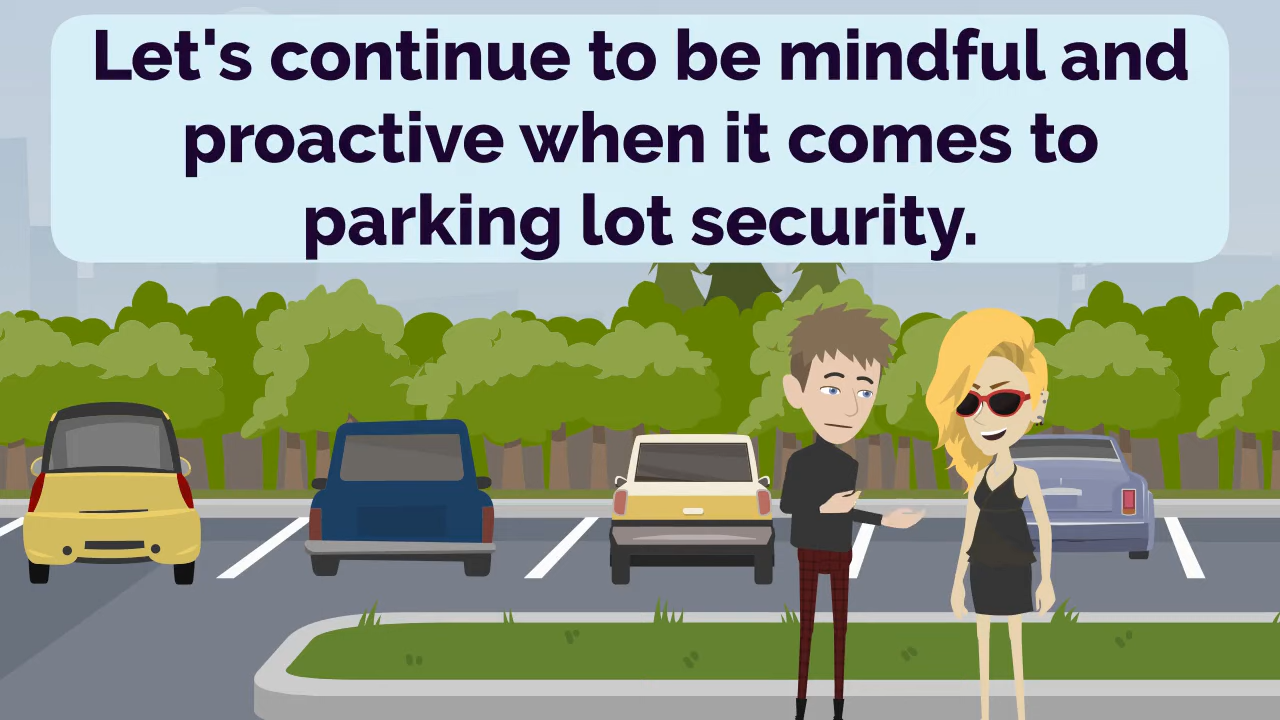 Let's continue to be mindful and
proactive when it comes to
parking lot security.